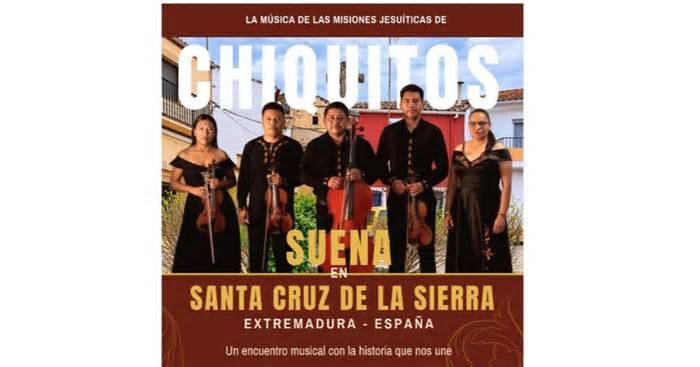 LA MÚSICA DE LAS MISIONES JESUÍTICAS DE
CHIQUITOS
SUENA
EN
SANTA CRUZ DE LA SIERRA
EXTREMADURA - ESPAÑA
Un encuentro musical con la historia que nos une